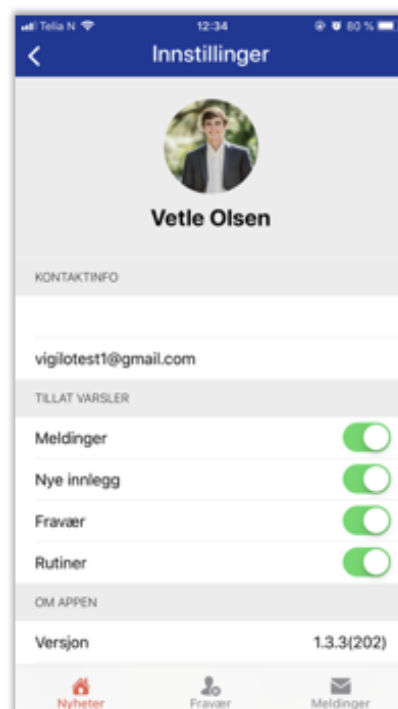 Telia N 12:34 80 %
Innstillinger
Vetle Olsen
KONTAKTINFO
vigilotest1@gmail.com
TILLAT VARSLER
Meldinger
Nye innlegg
Fravær
Rutiner
OM APPEN
Versjon 1.3.3(202)
Nyheter Fravær Meldinger